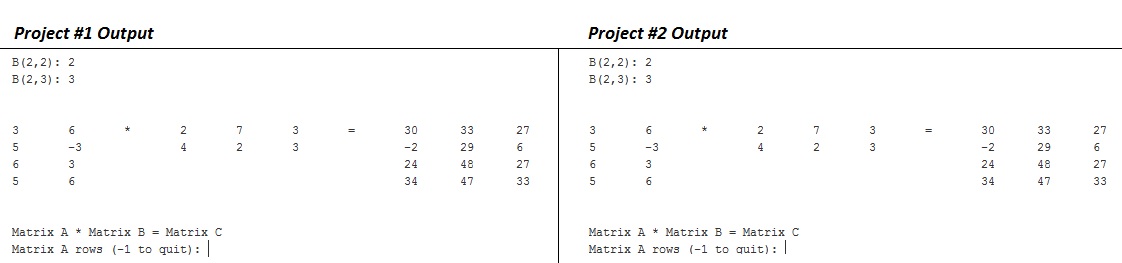 Project #1 Output
B(2,2): 2
B(2,3): 3
3 6 * 2 7 3 = 30 33 27
5 -3 4 2 3 -2 29 6
6 3 24 48 27
5 6 34 47 33
Matrix A * Matrix B = Matrix C
Matrix A rows (-1 to quit):
Project #2 Output
B(2,2): 2
B(2,3): 3
3 6 * 2 7 3 = 30 33 27
5 -3 4 2 3 -2 29 6
6 3 24 48 27
5 6 34 47 33
Matrix A * Matrix B = Matrix C
Matrix A rows (-1 to quit):